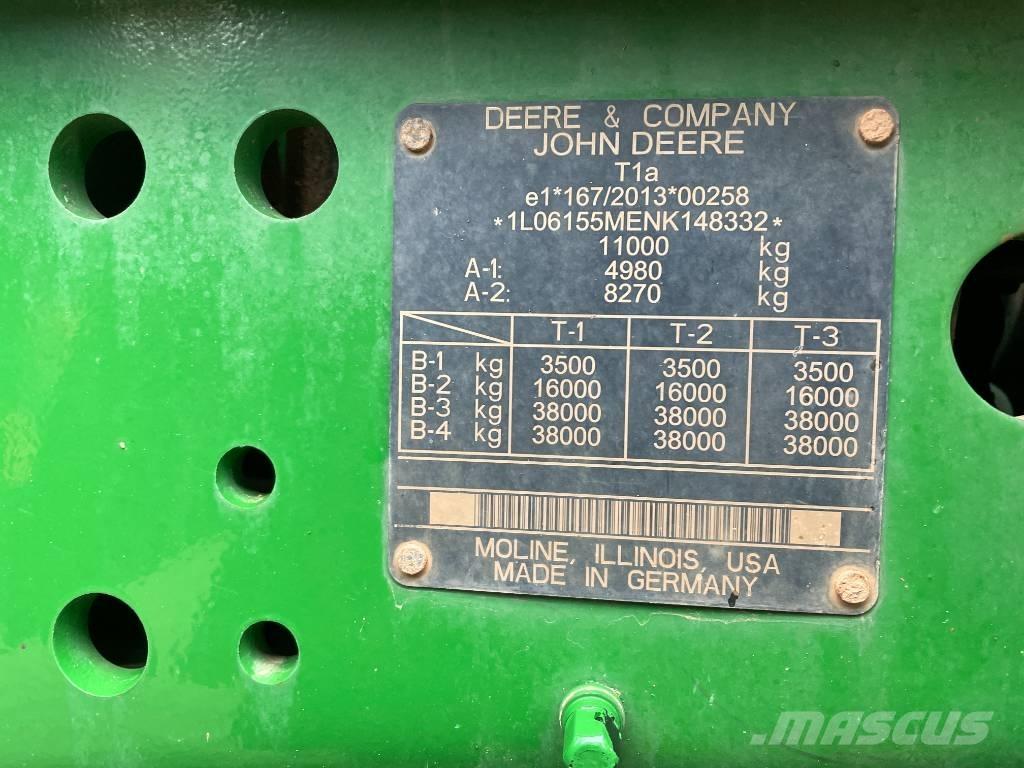 DEERE & COMPANY
JOHN DEERE
T1a
e1*167/2013*00258
*1L06155MENK148332*
11000 kg
A-1: 4980 kg
A-2: 8270 kg
T-1 T-2 T-3
B-1 kg 3500 3500 3500
B-2 kg 16000 16000 16000
B-3 kg 38000 38000 38000
B-4 kg 38000 38000 38000
MOLINE, ILLINOIS, USA
MADE IN GERMANY
MASCUS